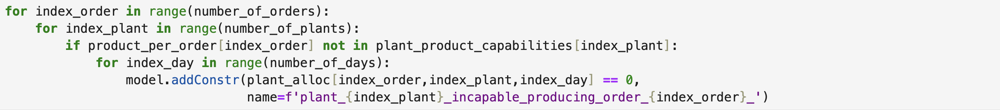 for index_order in range(number_of_orders):
    for index_plant in range(number_of_plants):
        if product_per_order[index_order] not in plant_product_capabilities[index_plant]:
            for index_day in range(number_of_days):
                model.addConstr(plant_alloc[index_order,index_plant,index_day] == 0,
                                name=f'plant_{index_plant}_incapable_producing_order_{index_order}_')